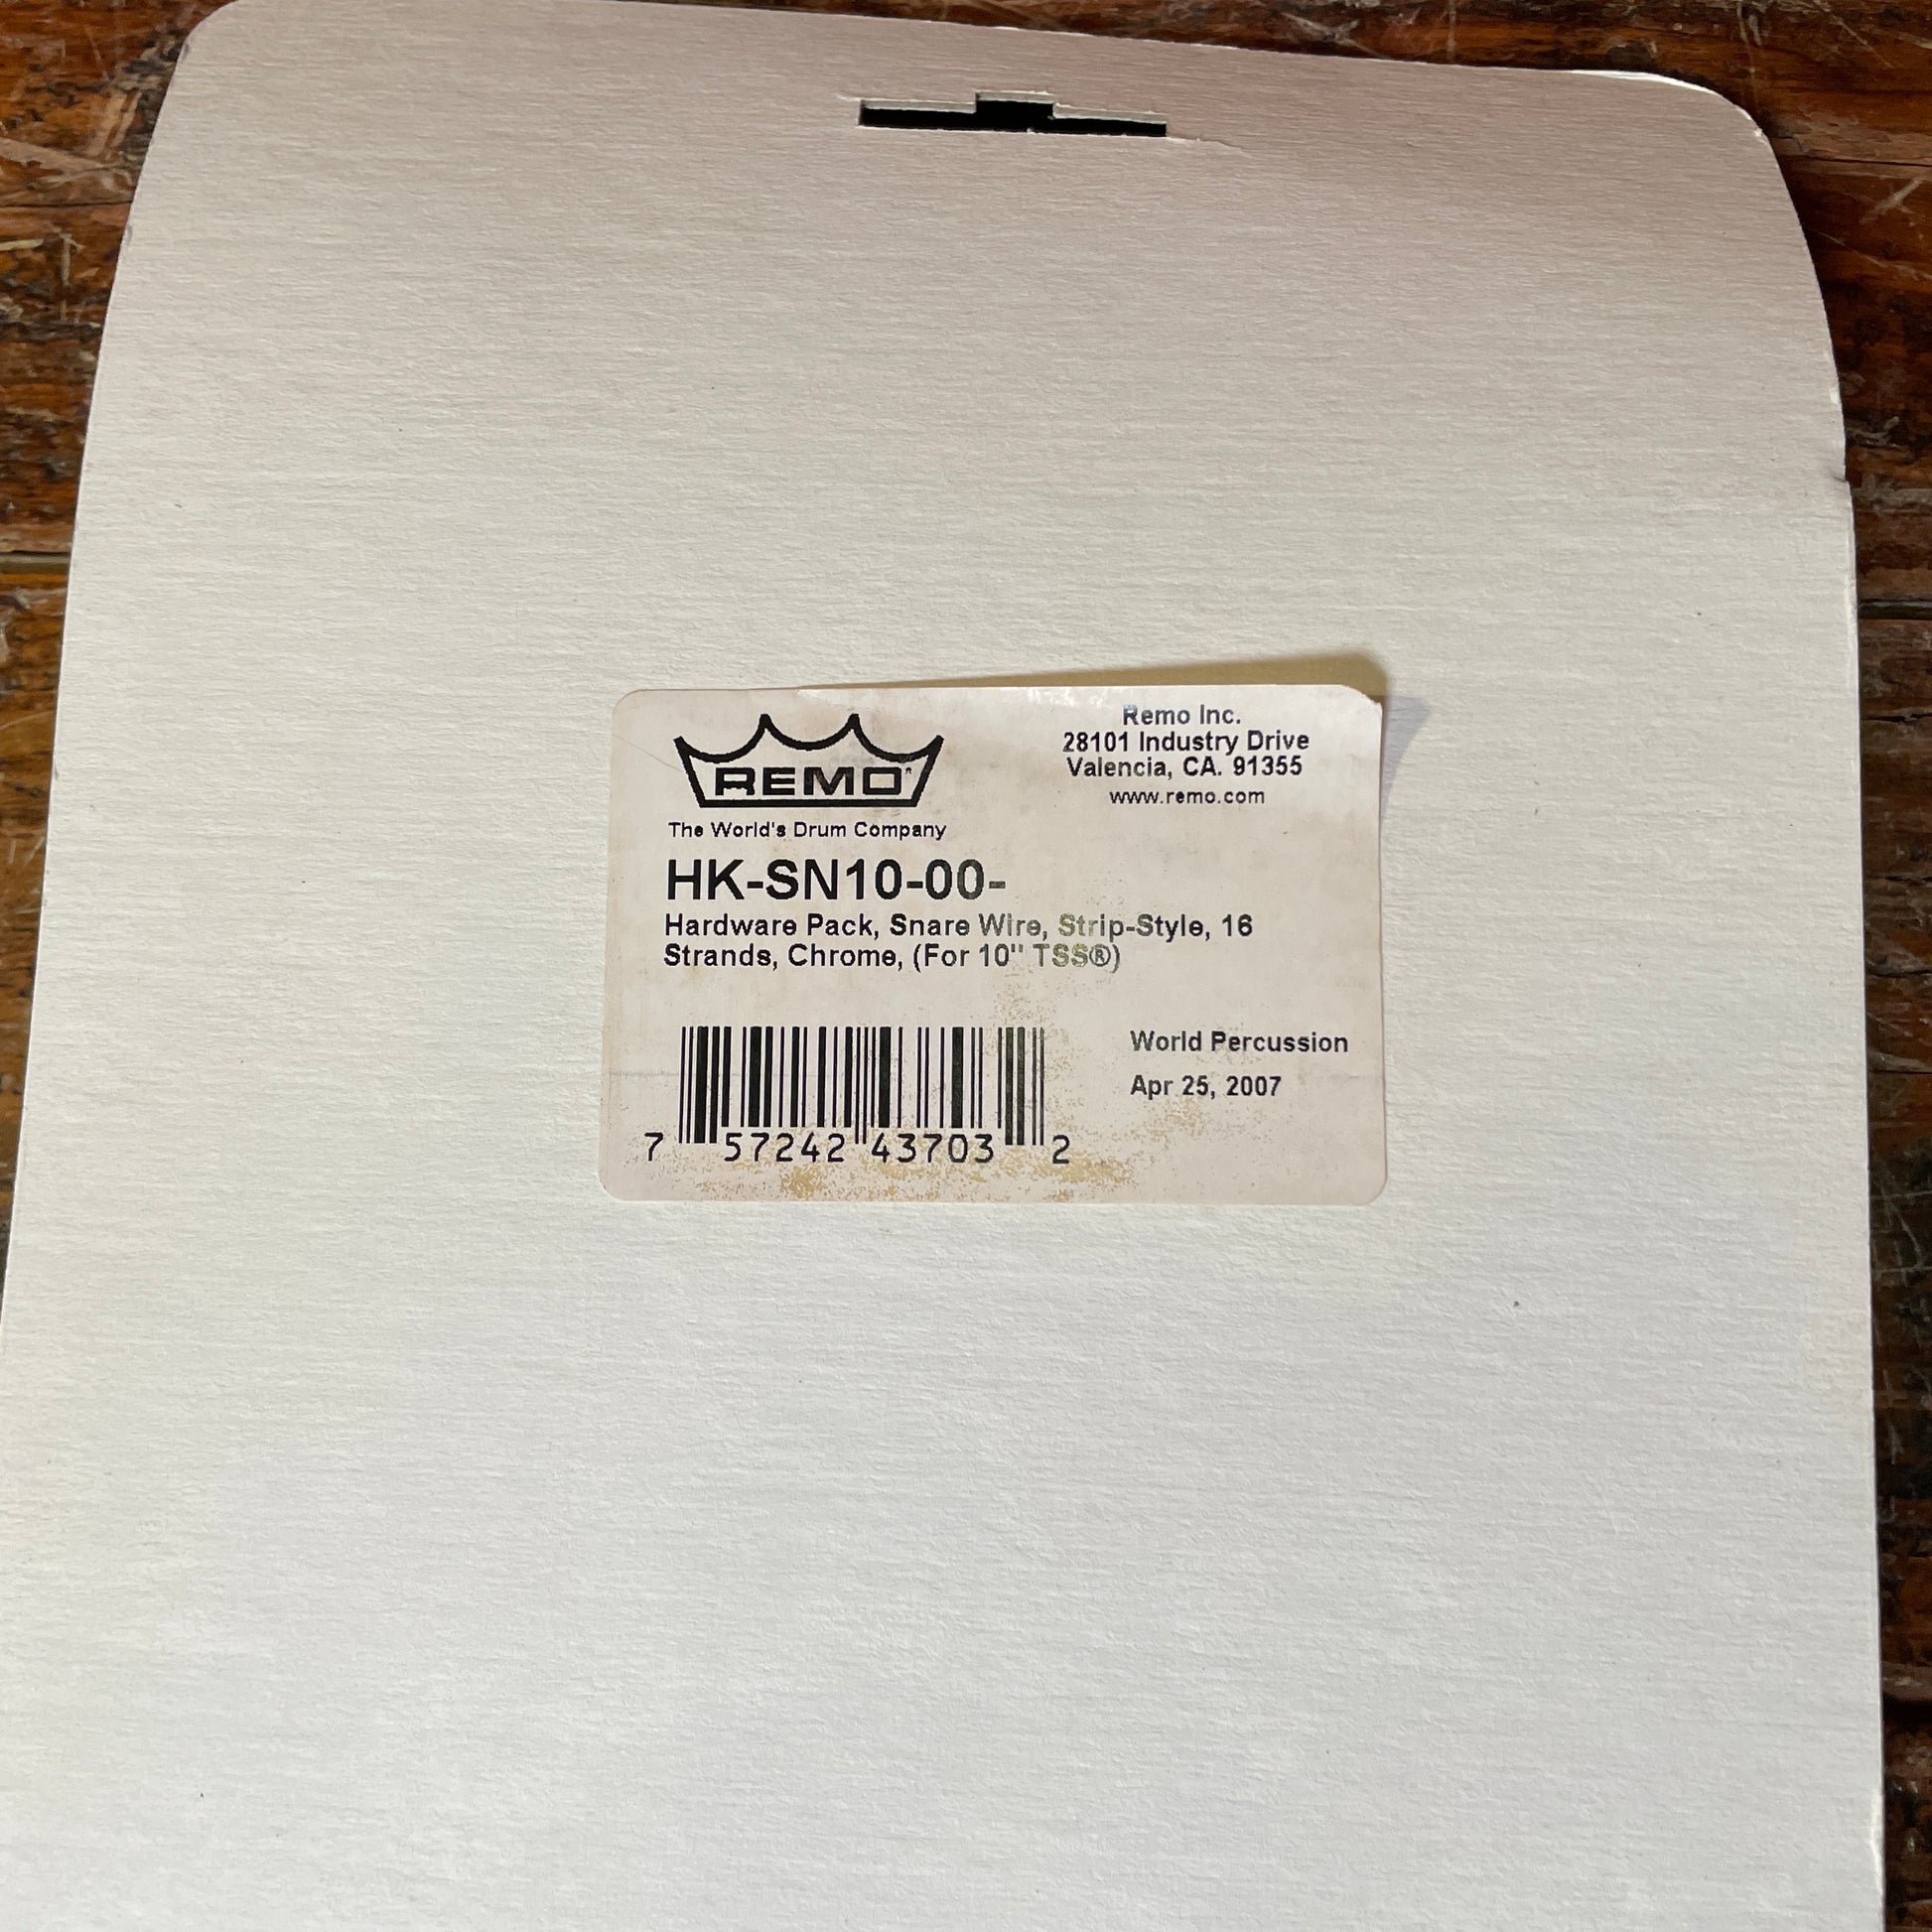 REMO
The World's Drum Company
Remo Inc.
28101 Industry Drive
Valencia, CA. 91355
www.remo.com
HK-SN10-00-
Hardware Pack, Snare Wire, Strip-Style, 16
Strands, Chrome, (For 10" TSS®)
World Percussion
Apr 25, 2007
7 57242 43703 2